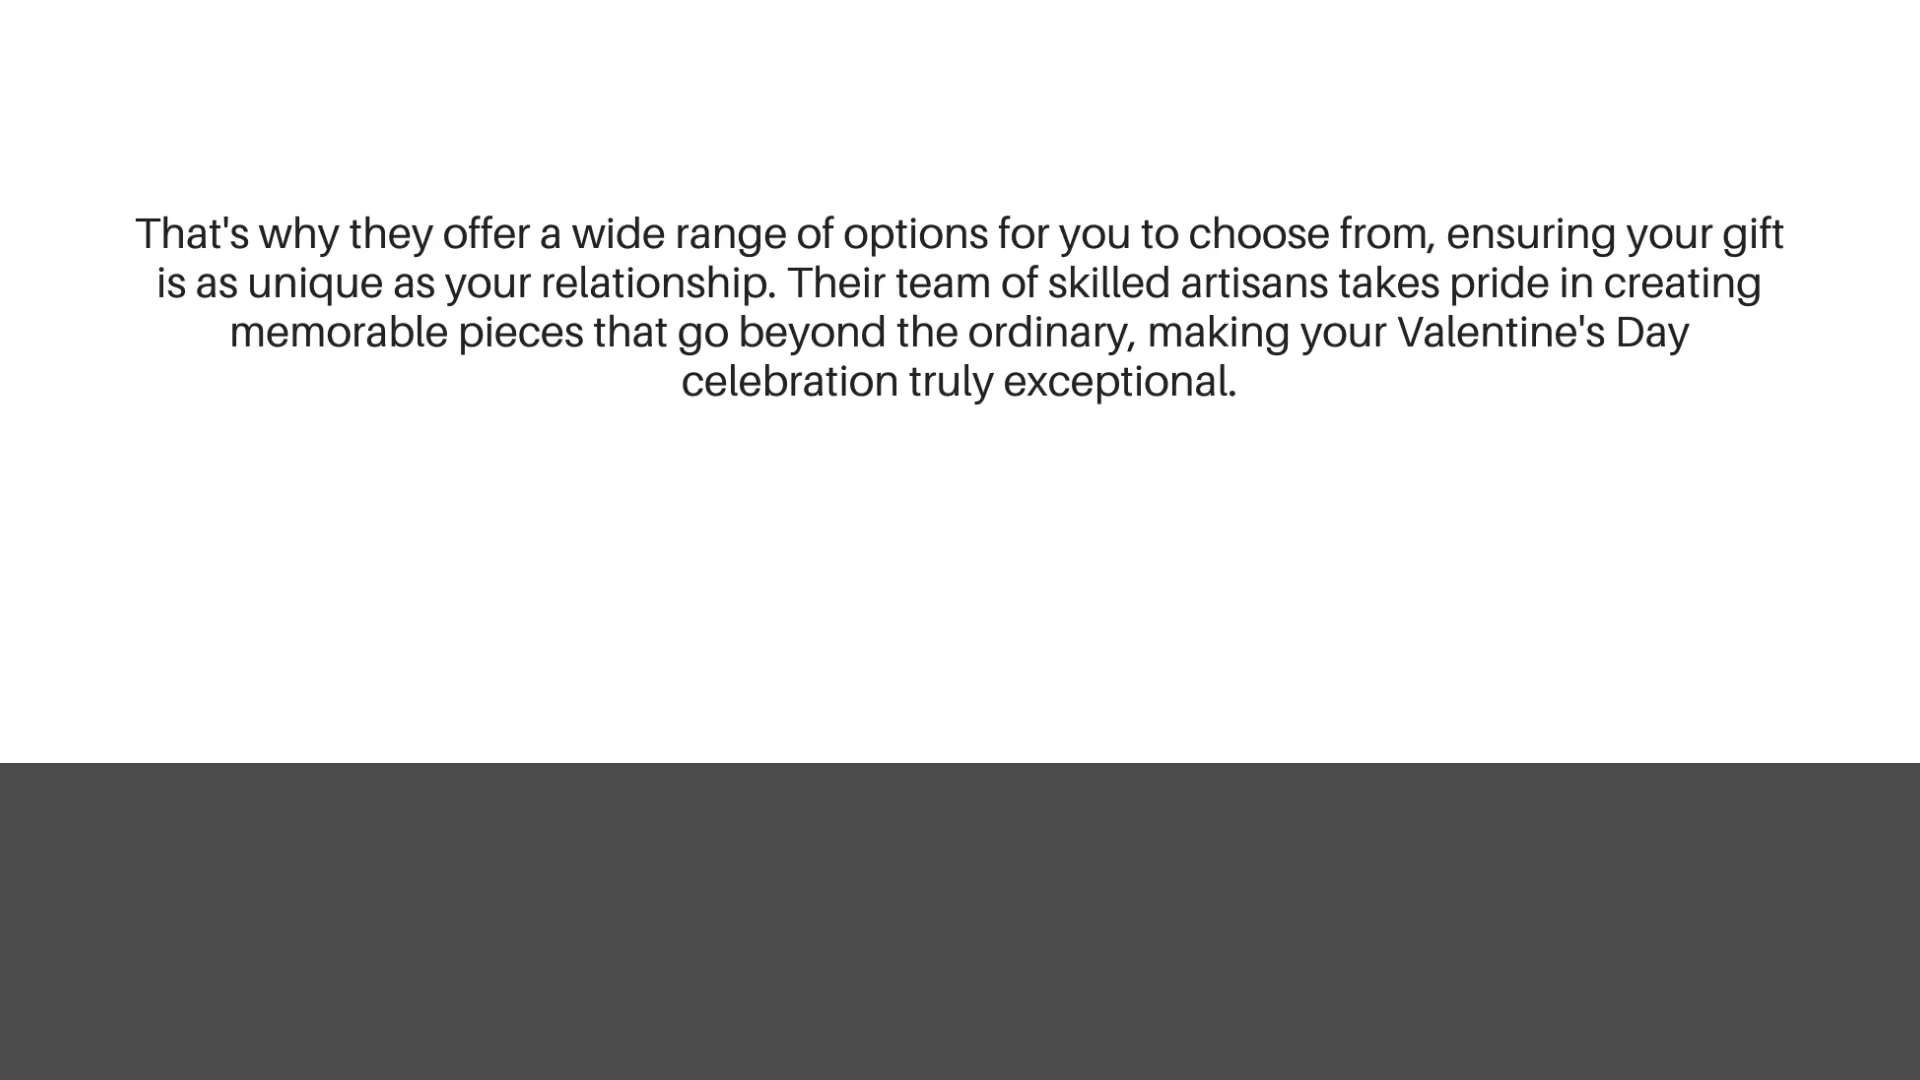 That's why they offer a wide range of options for you to choose from, ensuring your gift
is as unique as your relationship. Their team of skilled artisans takes pride in creating
memorable pieces that go beyond the ordinary, making your Valentine's Day
celebration truly exceptional.